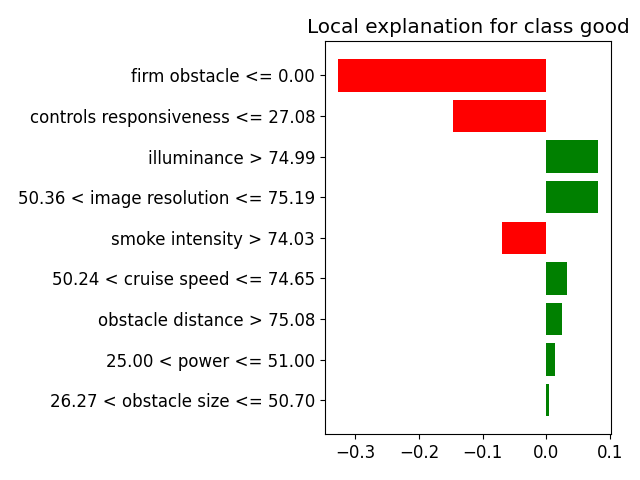 Local explanation for class good
firm obstacle <= 0.00
controls responsiveness <= 27.08
illuminance > 74.99
50.36 < image resolution <= 75.19
smoke intensity > 74.03
50.24 < cruise speed <= 74.65
obstacle distance > 75.08
25.00 < power <= 51.00
26.27 < obstacle size <= 50.70
−0.3 −0.2 −0.1 0.0 0.1